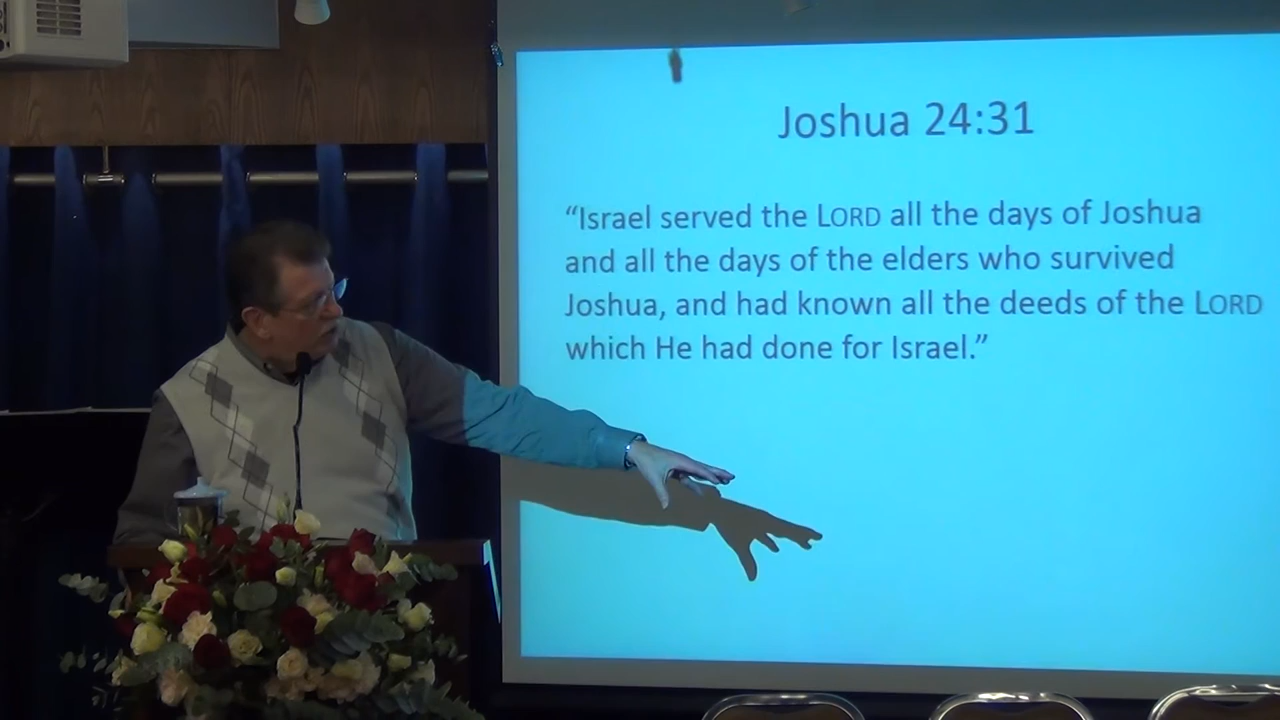 Joshua 24:31
“Israel served the LORD all the days of Joshua
and all the days of the elders who survived
Joshua, and had known all the deeds of the LORD
which He had done for Israel.”